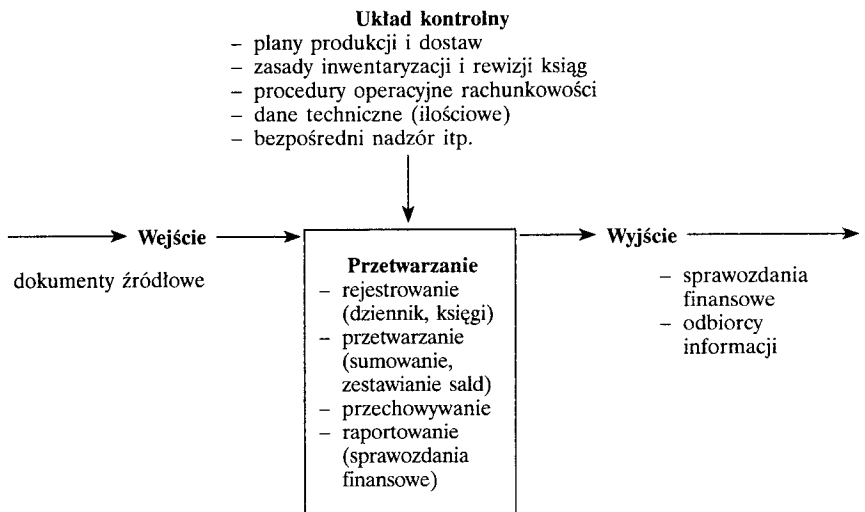 Układ kontrolny
– plany produkcji i dostaw
– zasady inwentaryzacji i rewizji ksiąg
– procedury operacyjne rachunkowości
– dane techniczne (ilościowe)
– bezpośredni nadzór itp.
Wejście
dokumenty źródłowe
Przetwarzanie
– rejestrowanie
(dziennik, księgi)
– przetwarzanie
(sumowanie,
zestawianie sald)
– przechowywanie
– raportowanie
(sprawozdania
finansowe)
Wyjście
– sprawozdania
finansowe
– odbiorcy
informacji